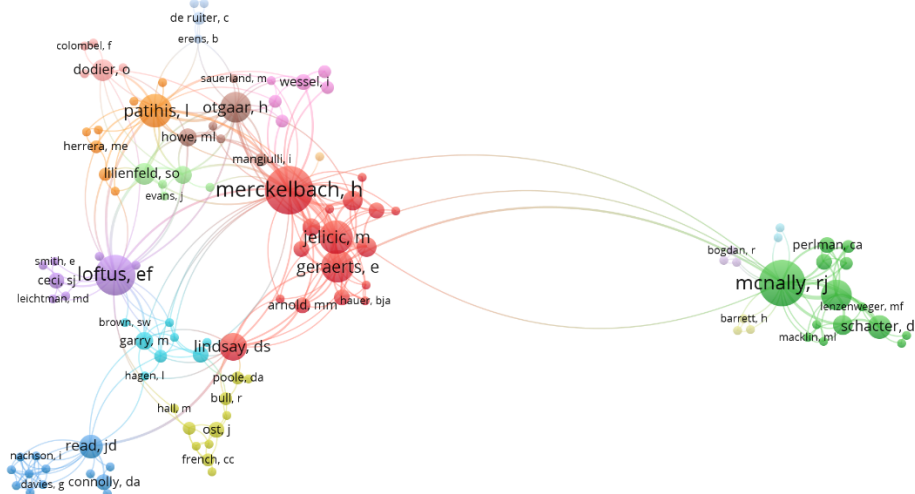 de ruiter, c
colombel, f
erens, b
dodier, o
sauerland, m
wessel, i
patihis, l
otgaar, h
howe, ml
herrera, me
mangiulli, i
lilienfeld, so
merckelbach, h
evans, j
jelicic, m
bogdan, r
perlman, ca
smith, e
loftus, ef
ceci, sj
geraerts, e
mcnally, rj
leichtman, md
arnold, mm
hauer, bja
lenzenweger, mf
brown, sw
barrett, h
schacter, d
garry, m
lindsay, ds
macklin, ml
hagen, l
poole, da
bull, r
hall, m
ost, j
read, jd
nachson, i
french, cc
davies, g
connolly, da